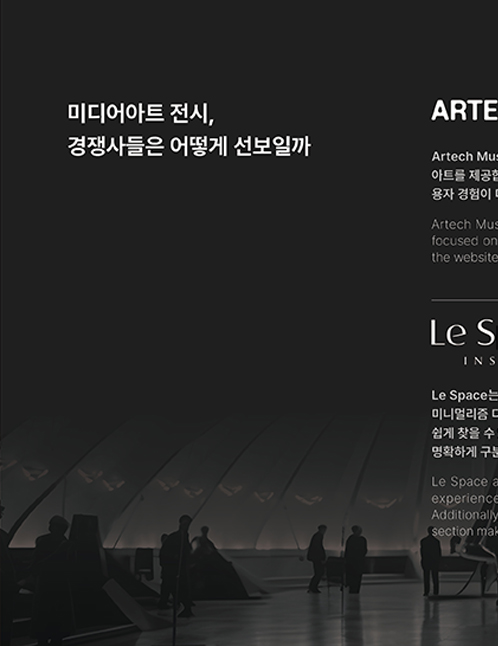 미디어아트 전시,
경쟁사들은 어떻게 선보일까
ARTE
Artech Mus
아트를 제공합
용자 경험이
Artech Mus
focused on
the website
Le S
INS
Le Space는
미니멀리즘
쉽게 찾을 수
명확하게 구분
Le Space a
experience
Additionally
section mak